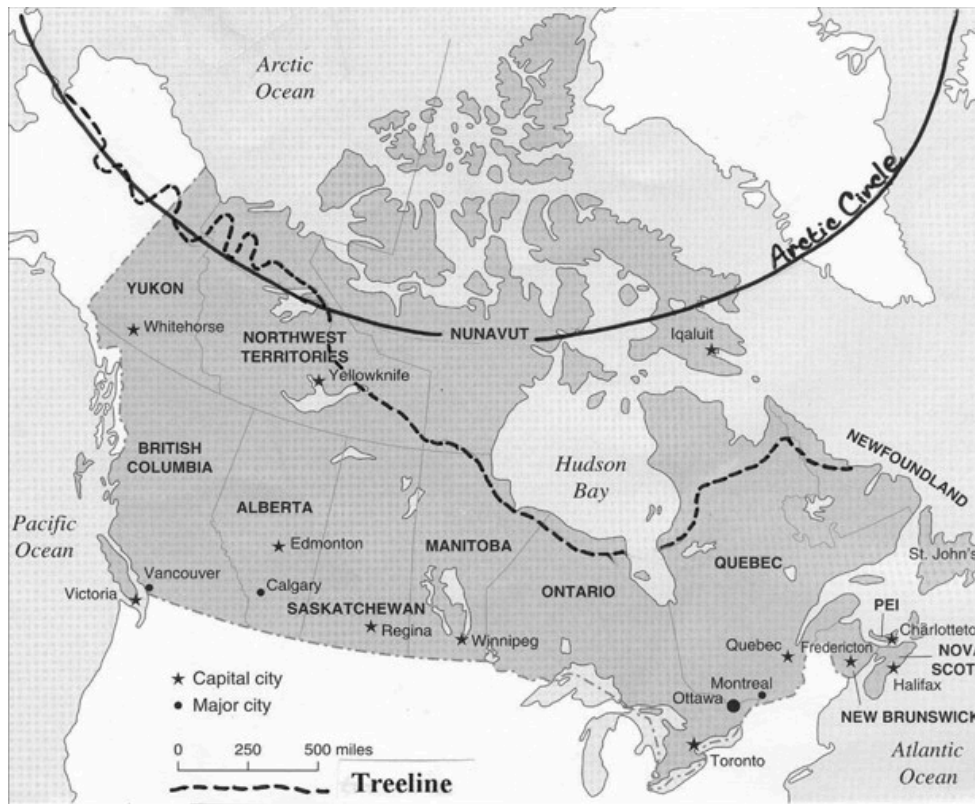 Arctic
Ocean
Arctic Circle
YUKON
Whitehorse
NORTHWEST
TERRITORIES
Yellowknife
NUNAVUT
Iqaluit
BRITISH
COLUMBIA
ALBERTA
Edmonton
Calgary
Pacific
Ocean
Vancouver
Victoria
SASKATCHEWAN
Regina
MANITOBA
Winnipeg
Hudson
Bay
ONTARIO
QUEBEC
NEWFOUNDLAND
St. John's
PEI
Charlotteto
Quebec
Fredericton
NOVA
SCOT
Halifax
Montreal
Ottawa
NEW BRUNSWICK
Toronto
Atlantic
Ocean
Capital city
Major city
0 250 500 miles
Treeline